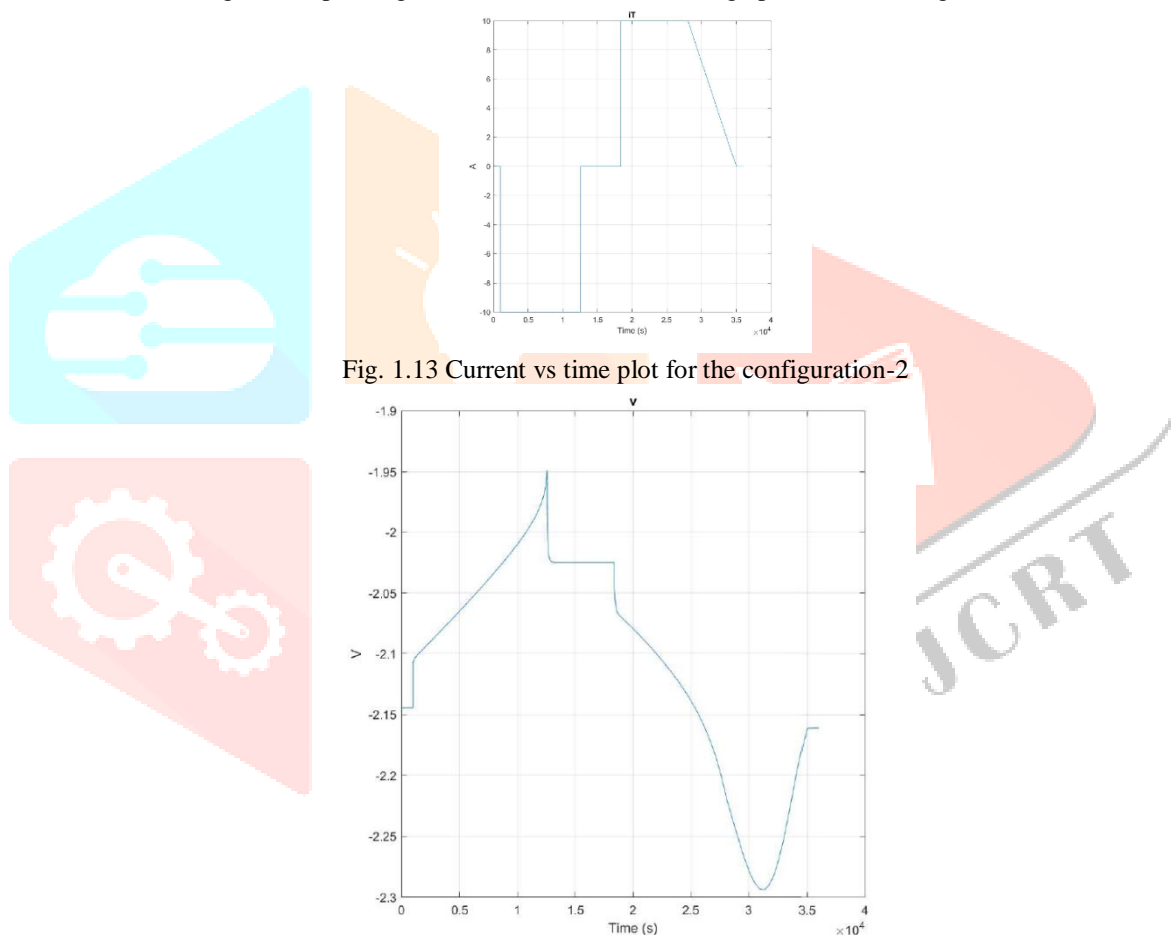 iT
10
8
6
4
2
0
-2
-4
-6
-8
-10
A
0 0.5 1 1.5 2 2.5 3 3.5 4
Time (s)
×10⁴
Fig. 1.13 Current vs time plot for the configuration-2
v
-1.9
-1.95
-2
-2.05
-2.1
-2.15
-2.2
-2.25
-2.3
V
0 0.5 1 1.5 2 2.5 3 3.5 4
Time (s)
×10⁴
JCRT